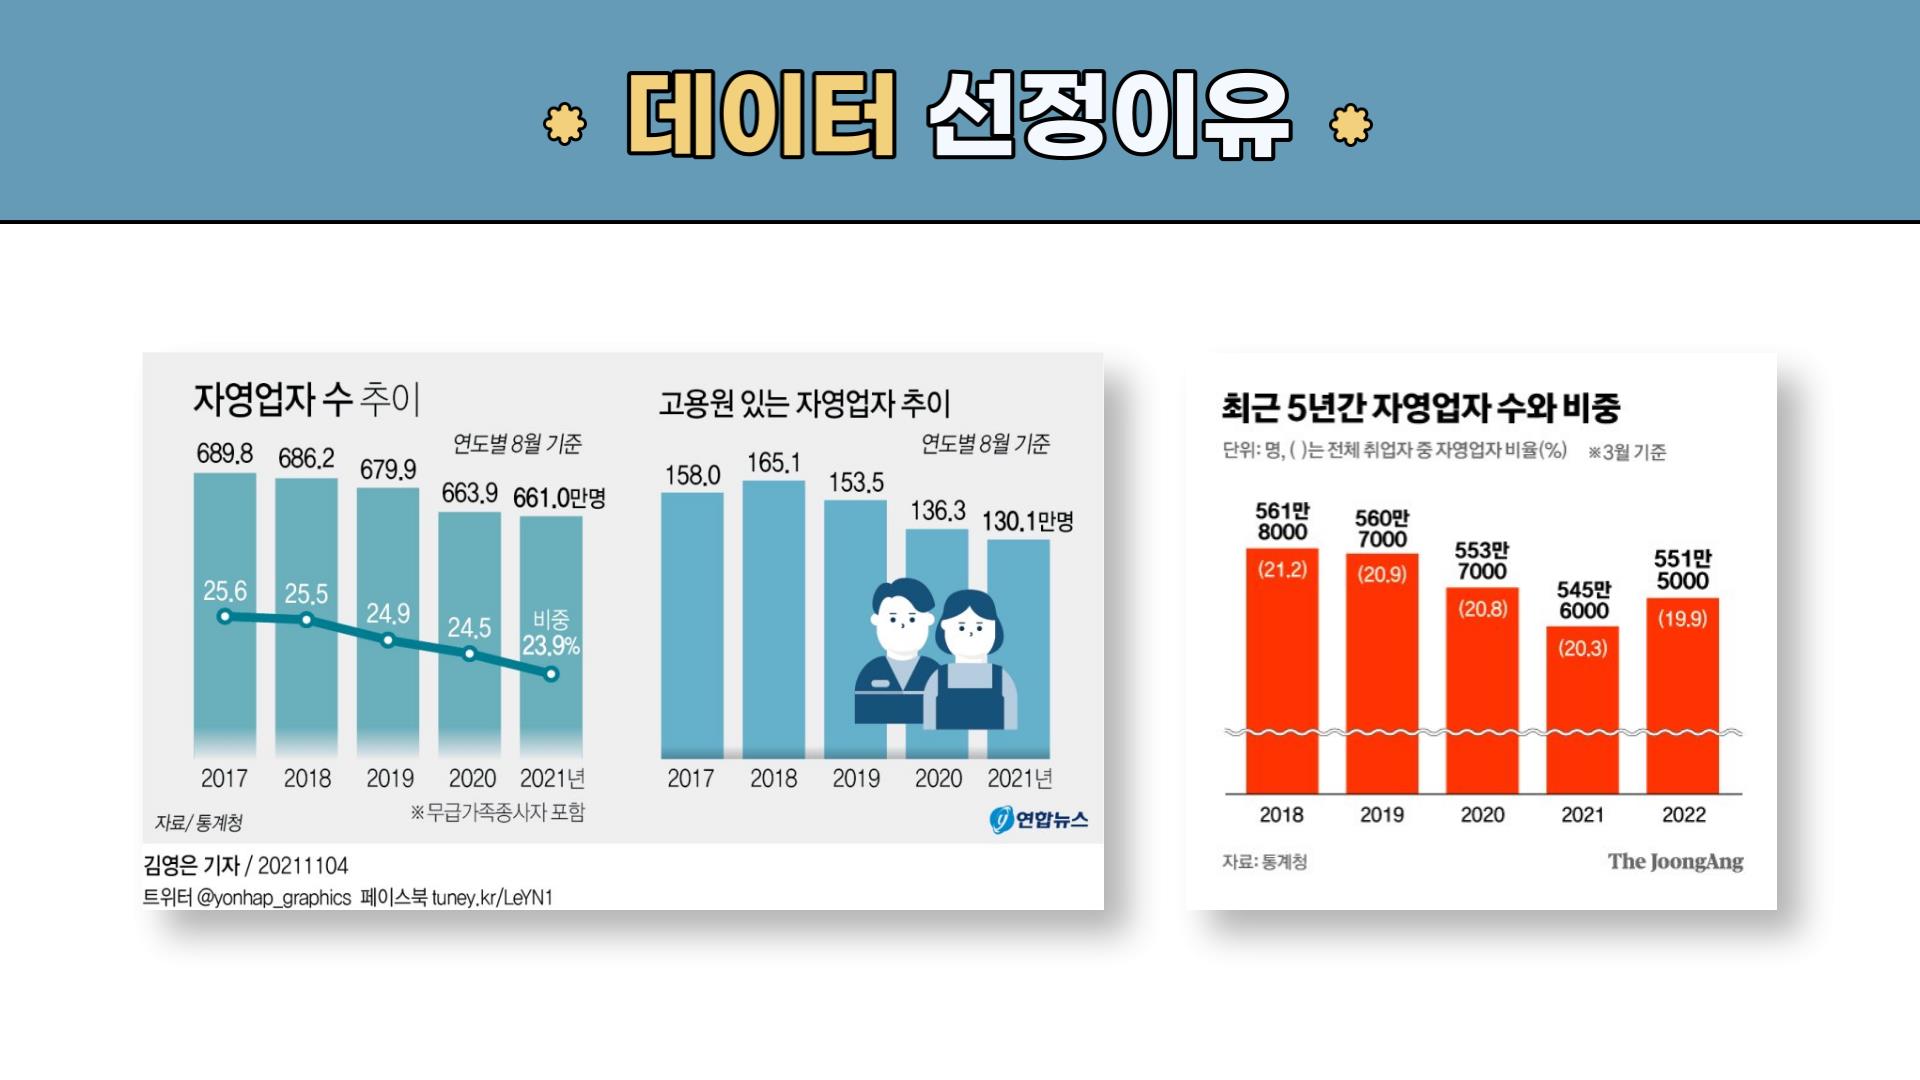 데이터 선정이유
자영업자 수 추이
연도별 8월 기준
689.8 686.2 679.9 663.9 661.0만명
25.6 25.5 24.9 24.5 비중 23.9%
2017 2018 2019 2020 2021년
※무급가족종사자 포함
자료/통계청
고용원 있는 자영업자 추이
연도별 8월 기준
158.0 165.1 153.5 136.3 130.1만명
2017 2018 2019 2020 2021년
y 연합뉴스
김영은 기자 / 20211104
트위터 @yonhap_graphics 페이스북 tuney.kr/LeYN1
최근 5년간 자영업자 수와 비중
단위: 명, ( )는 전체 취업자 중 자영업자 비율(%) ※3월 기준
561만 8000 560만 7000 553만 7000 545만 6000 551만 5000
(21.2) (20.9) (20.8) (20.3) (19.9)
2018 2019 2020 2021 2022
자료: 통계청
The JoongAng